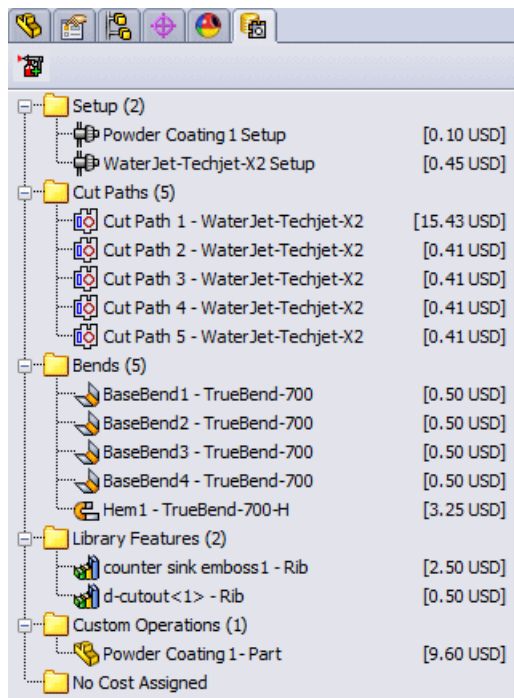 Setup (2)
Powder Coating 1 Setup [0.10 USD]
WaterJet-Techjet-X2 Setup [0.45 USD]
Cut Paths (5)
Cut Path 1 - WaterJet-Techjet-X2 [15.43 USD]
Cut Path 2 - WaterJet-Techjet-X2 [0.41 USD]
Cut Path 3 - WaterJet-Techjet-X2 [0.41 USD]
Cut Path 4 - WaterJet-Techjet-X2 [0.41 USD]
Cut Path 5 - WaterJet-Techjet-X2 [0.41 USD]
Bends (5)
BaseBend1 - TrueBend-700 [0.50 USD]
BaseBend2 - TrueBend-700 [0.50 USD]
BaseBend3 - TrueBend-700 [0.50 USD]
BaseBend4 - TrueBend-700 [0.50 USD]
Hem1 - TrueBend-700-H [3.25 USD]
Library Features (2)
counter sink emboss1 - Rib [2.50 USD]
d-cutout<1> - Rib [0.50 USD]
Custom Operations (1)
Powder Coating 1- Part [9.60 USD]
No Cost Assigned